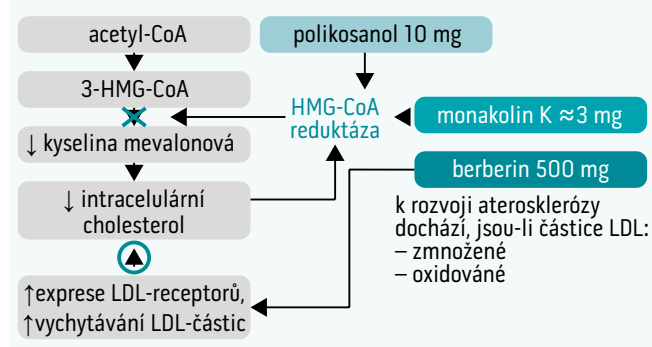 acetyl-CoA
polikosanol 10 mg
3-HMG-CoA
HMG-CoA
reduktáza
monakolin K ≈3 mg
↓ kyselina mevalonová
berberin 500 mg
↓ intracelulární
cholesterol
k rozvoji aterosklerózy
dochází, jsou-li částice LDL:
– zmnožené
– oxidováné
↑exprese LDL-receptorů,
↑vychytávání LDL-částic